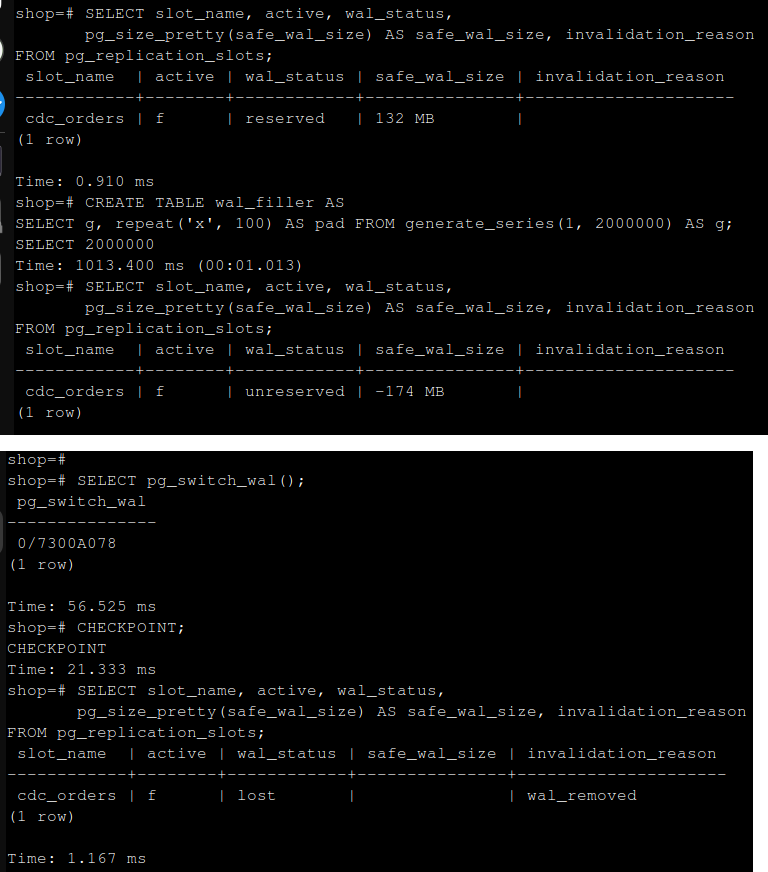 shop=# SELECT slot_name, active, wal_status,
       pg_size_pretty(safe_wal_size) AS safe_wal_size, invalidation_reason
FROM pg_replication_slots;
 slot_name  | active | wal_status | safe_wal_size | invalidation_reason
------------+--------+------------+---------------+---------------------
 cdc_orders | f      | reserved   | 132 MB        |
(1 row)

Time: 0.910 ms
shop=# CREATE TABLE wal_filler AS
SELECT g, repeat('x', 100) AS pad FROM generate_series(1, 2000000) AS g;
SELECT 2000000
Time: 1013.400 ms (00:01.013)
shop=# SELECT slot_name, active, wal_status,
       pg_size_pretty(safe_wal_size) AS safe_wal_size, invalidation_reason
FROM pg_replication_slots;
 slot_name  | active | wal_status | safe_wal_size | invalidation_reason
------------+--------+------------+---------------+---------------------
 cdc_orders | f      | unreserved | -174 MB       |
(1 row)

shop=#
shop=# SELECT pg_switch_wal();
 pg_switch_wal
---------------
 0/7300A078
(1 row)

Time: 56.525 ms
shop=# CHECKPOINT;
CHECKPOINT
Time: 21.333 ms
shop=# SELECT slot_name, active, wal_status,
       pg_size_pretty(safe_wal_size) AS safe_wal_size, invalidation_reason
FROM pg_replication_slots;
 slot_name  | active | wal_status | safe_wal_size | invalidation_reason
------------+--------+------------+---------------+---------------------
 cdc_orders | f      | lost       |               | wal_removed
(1 row)

Time: 1.167 ms